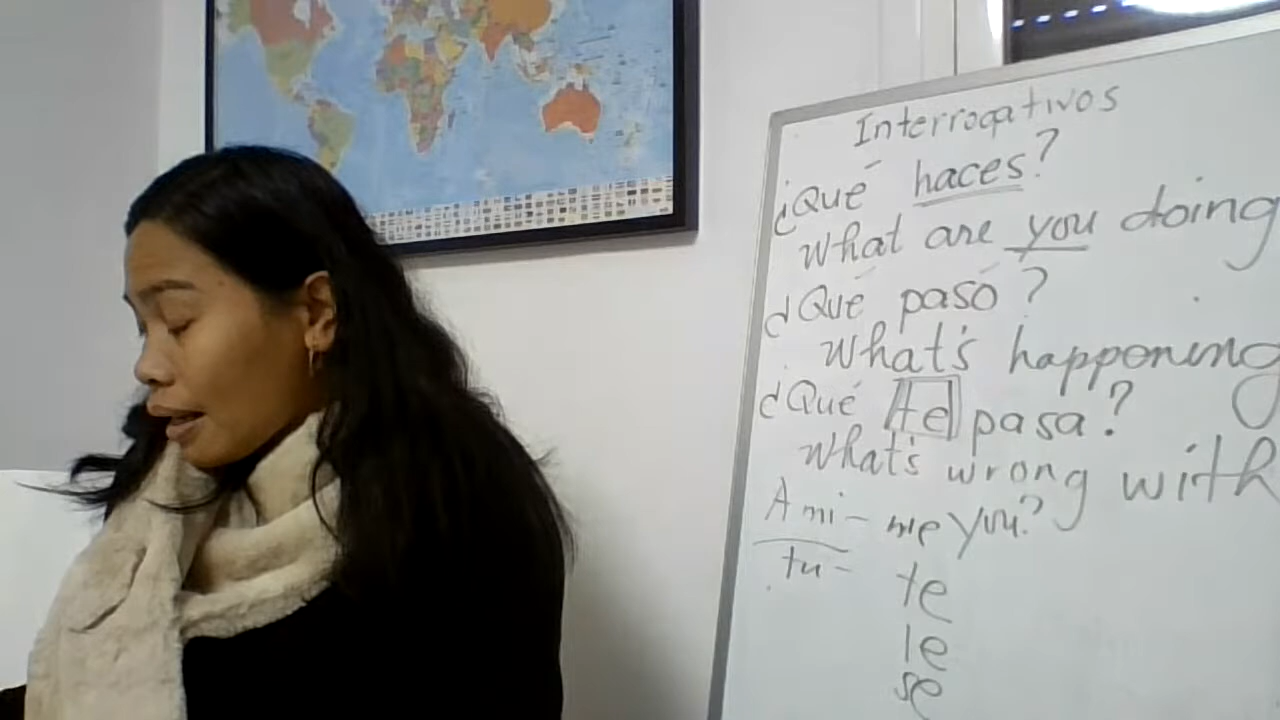 Interrogativos
¿Qué haces?
What are you doing
¿Qué pasó?
What's happening
¿Qué te pasa?
What's wrong with
A mi - me you?
tu - te
le
se